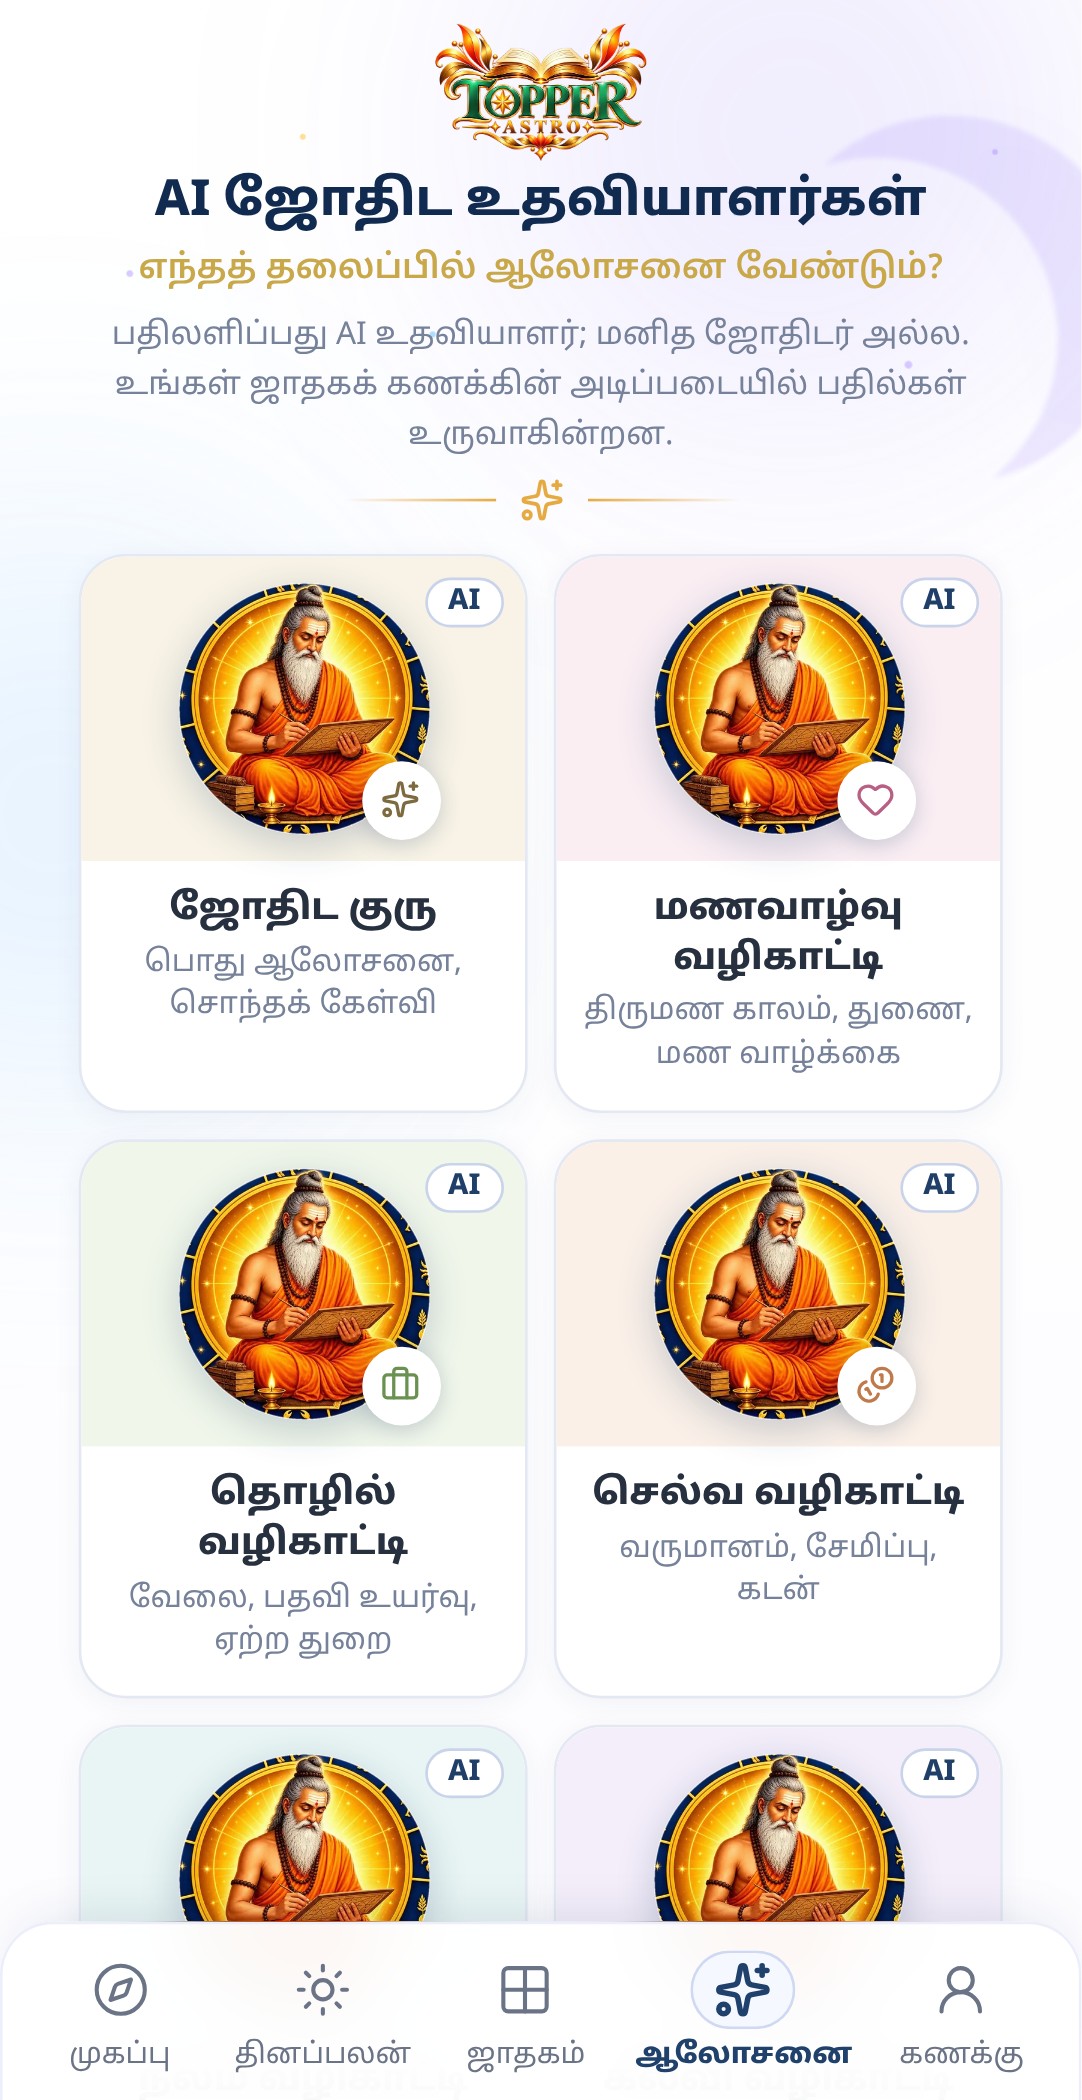 TOPPER
ASTRO
AI ஜோதிட உதவியாளர்கள்
எந்தத் தலைப்பில் ஆலோசனை வேண்டும்?
பதிலளிப்பது AI உதவியாளர்; மனித ஜோதிடர் அல்ல.
உங்கள் ஜாதகக் கணக்கின் அடிப்படையில் பதில்கள்
உருவாகின்றன.
AI
AI
ஜோதிட குரு
பொது ஆலோசனை,
சொந்தக் கேள்வி
மணவாழ்வு
வழிகாட்டி
திருமண காலம், துணை,
மண வாழ்க்கை
AI
AI
தொழில்
வழிகாட்டி
வேலை, பதவி உயர்வு,
ஏற்ற துறை
செல்வ வழிகாட்டி
வருமானம், சேமிப்பு,
கடன்
AI
AI
முகப்பு
தினப்பலன்
ஜாதகம்
ஆலோசனை
கணக்கு